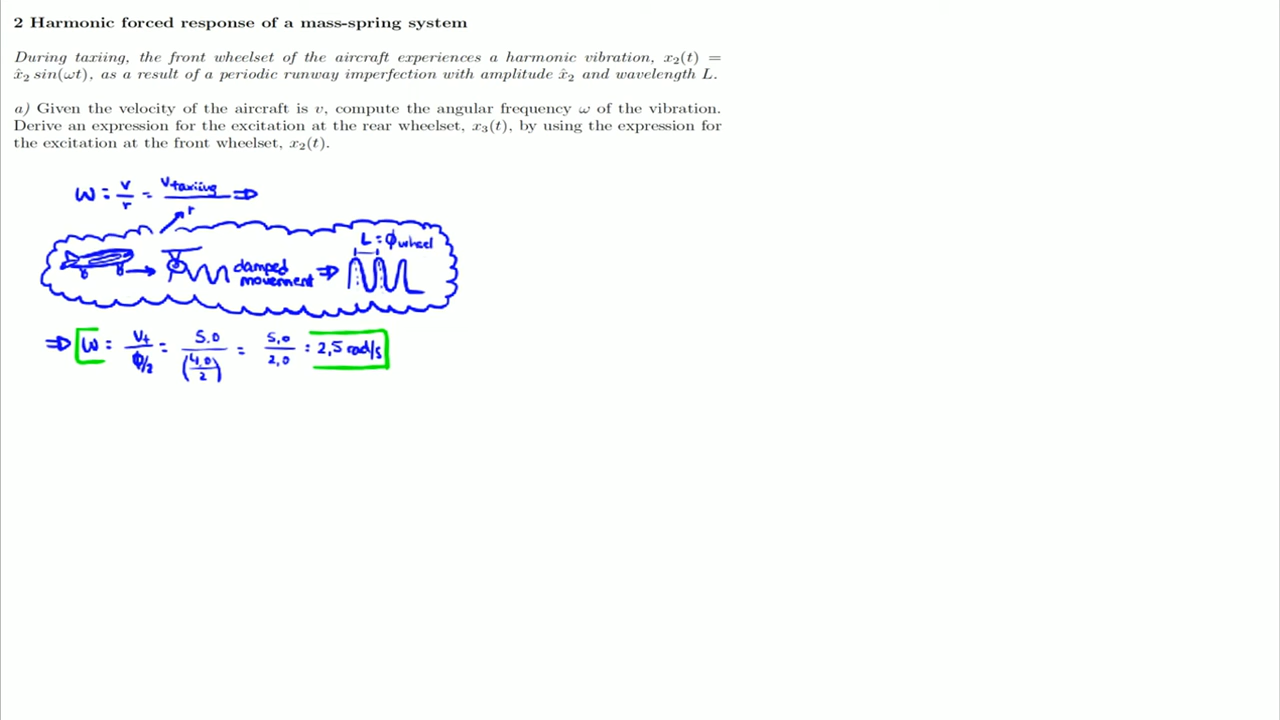 2 Harmonic forced response of a mass-spring system
During taxiing, the front wheelset of the aircraft experiences a harmonic vibration, x₂(t) =
x̂₂ sin(ωt), as a result of a periodic runway imperfection with amplitude x̂₂ and wavelength L.
a) Given the velocity of the aircraft is v, compute the angular frequency ω of the vibration.
Derive an expression for the excitation at the rear wheelset, x₃(t), by using the expression for
the excitation at the front wheelset, x₂(t).
ω = v/r = v taxiing/r ⇒
L = ϕ wheel
damped
movement ⇒
⇒ ω = Vt/(ϕ/2) = 5.0/(4,0/2) = 5,0/2,0 = 2,5 rad/s